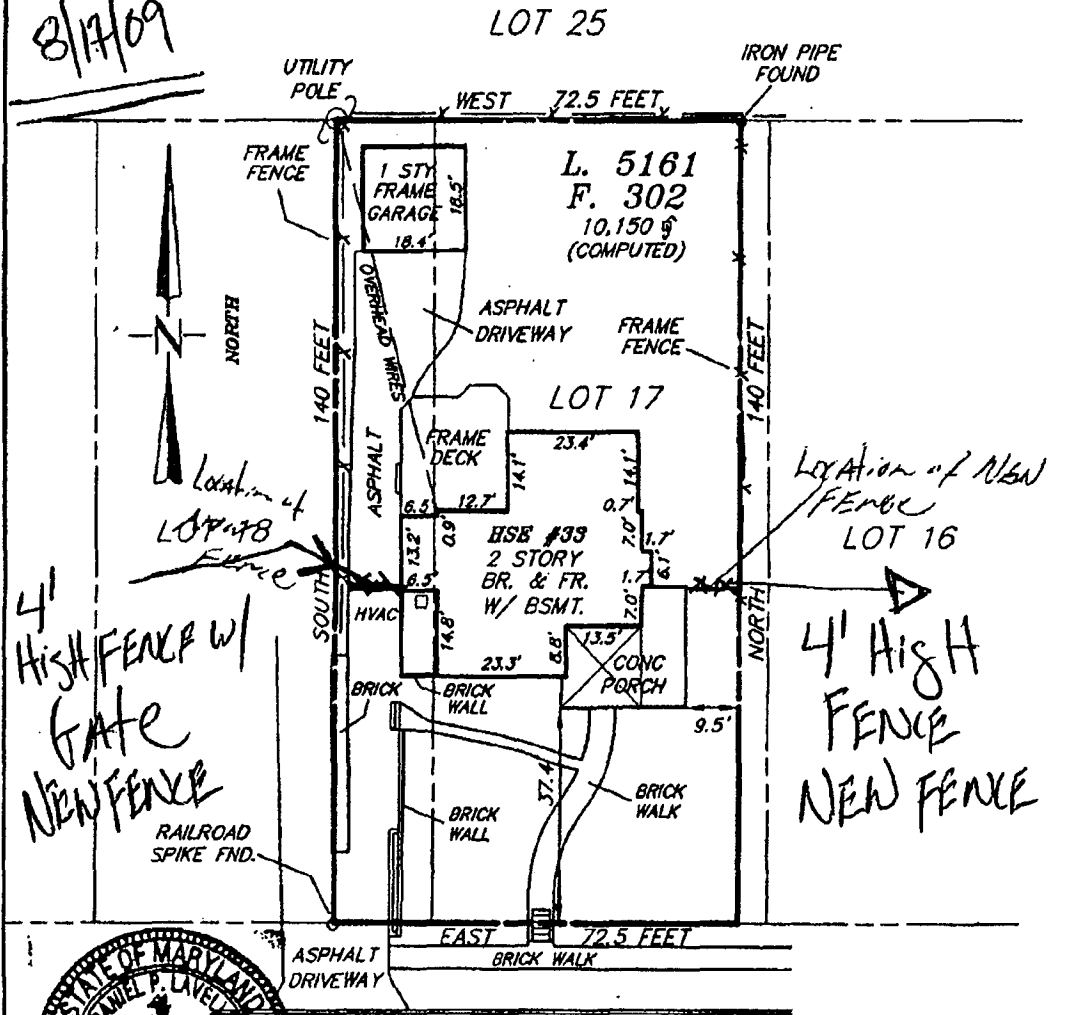 8/17/09
LOT 25
UTILITY
POLE
IRON PIPE
FOUND
WEST 72.5 FEET
FRAME
FENCE
1 STY
FRAME
GARAGE
18.5'
18.4'
L. 5161
F. 302
10,150
(COMPUTED)
N
NORTH
OVERHEAD WIRES
ASPHALT
DRIVEWAY
FRAME
FENCE
140 FEET
140 FEET
LOT 17
ASPHALT
FRAME
DECK
23.4'
14.1'
14.1'
12.7'
6.5'
0.9'
13.2'
6.5'
0.7'
7.0'
1.7'
6.1'
1.7'
7.0'
HSE #33
2 STORY
BR. & FR.
W/ BSMT.
Location of
Fence
Location of NEW
FEnce
LOT 16
SOUTH
HVAC
14.8'
23.3'
8.8'
13.5'
CONC
PORCH
NORTH
4'
HIGH FENCE W/
GAte
NEW FENCE
4' HigH
FENCE
NEW FENCE
BRICK
BRICK
WALL
9.5'
37.4'
BRICK
WALK
BRICK
WALL
RAILROAD
SPIKE FND.
EAST 72.5 FEET
BRICK WALK
ASPHALT
DRIVEWAY
STATE OF MARYLAND